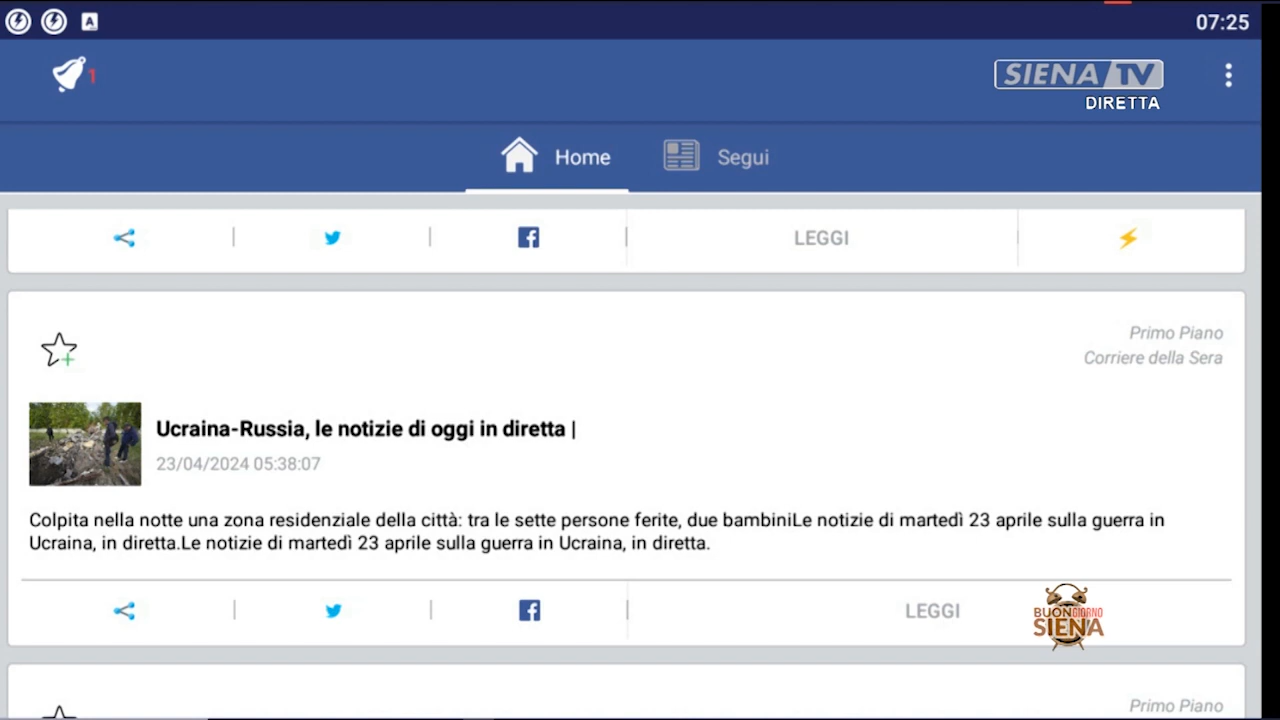 A
07:25
1
SIENA TV
DIRETTA
Home
Segui
LEGGI
Primo Piano
Corriere della Sera
Ucraina-Russia, le notizie di oggi in diretta |
23/04/2024 05:38:07
Colpita nella notte una zona residenziale della città: tra le sette persone ferite, due bambiniLe notizie di martedì 23 aprile sulla guerra in
Ucraina, in diretta.Le notizie di martedì 23 aprile sulla guerra in Ucraina, in diretta.
LEGGI
BUONGIORNO
SIENA
Primo Piano